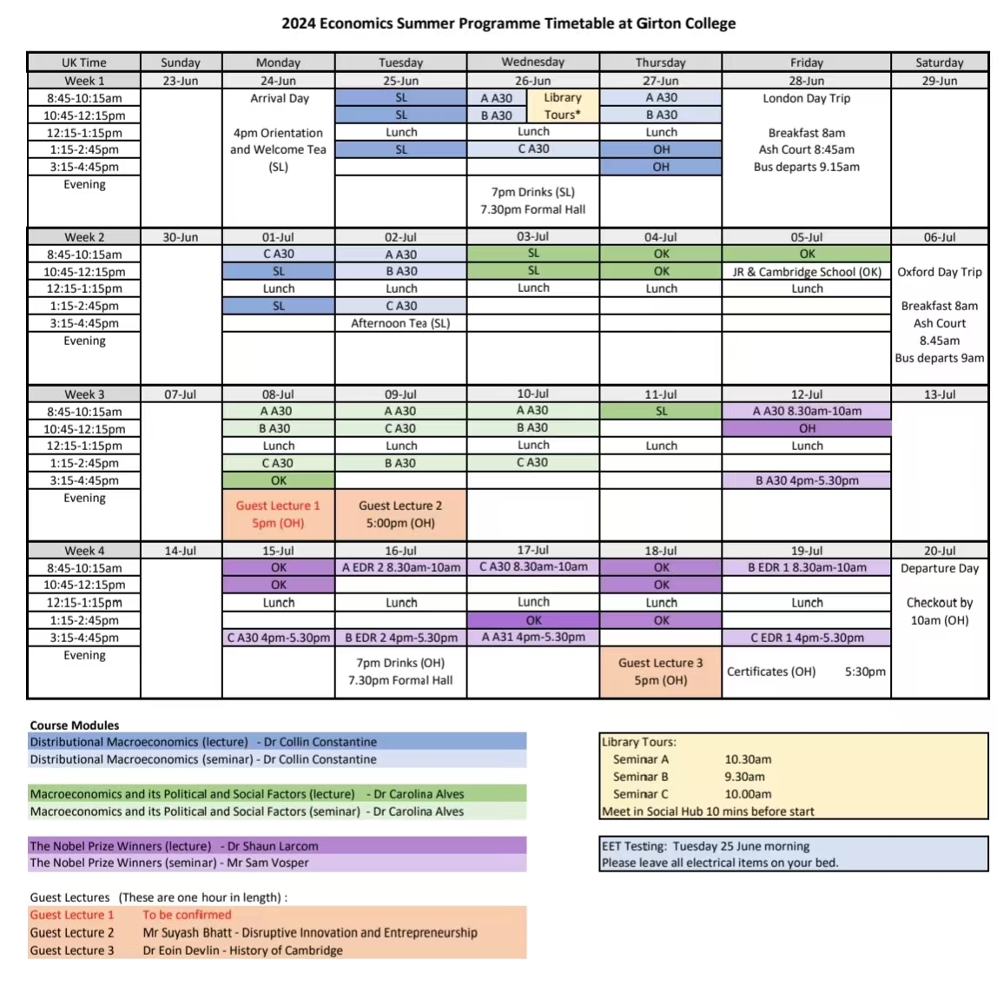 2024 Economics Summer Programme Timetable at Girton College
UK Time Sunday Monday Tuesday Wednesday Thursday Friday Saturday
Week 1 23-Jun 24-Jun 25-Jun 26-Jun 27-Jun 28-Jun 29-Jun
8:45-10:15am Arrival Day SL A A30 Library A A30 London Day Trip
10:45-12:15pm SL B A30 Tours* B A30
12:15-1:15pm 4pm Orientation Lunch Lunch Lunch Breakfast 8am
1:15-2:45pm and Welcome Tea SL C A30 OH Ash Court 8:45am
3:15-4:45pm (SL) OH Bus departs 9.15am
Evening
7pm Drinks (SL)
7.30pm Formal Hall
Week 2 30-Jun 01-Jul 02-Jul 03-Jul 04-Jul 05-Jul 06-Jul
8:45-10:15am C A30 A A30 SL OK OK
10:45-12:15pm SL B A30 SL OK JR & Cambridge School (OK) Oxford Day Trip
12:15-1:15pm Lunch Lunch Lunch Lunch Lunch
1:15-2:45pm SL C A30 Breakfast 8am
3:15-4:45pm Afternoon Tea (SL) Ash Court
Evening 8.45am
Bus departs 9am
Week 3 07-Jul 08-Jul 09-Jul 10-Jul 11-Jul 12-Jul 13-Jul
8:45-10:15am A A30 A A30 A A30 SL A A30 8.30am-10am
10:45-12:15pm B A30 C A30 B A30 OH
12:15-1:15pm Lunch Lunch Lunch Lunch Lunch
1:15-2:45pm C A30 B A30 C A30
3:15-4:45pm OK B A30 4pm-5.30pm
Evening Guest Lecture 1 Guest Lecture 2
5pm (OH) 5:00pm (OH)
Week 4 14-Jul 15-Jul 16-Jul 17-Jul 18-Jul 19-Jul 20-Jul
8:45-10:15am OK A EDR 2 8.30am-10am C A30 8.30am-10am OK B EDR 1 8.30am-10am Departure Day
10:45-12:15pm OK OK
12:15-1:15pm Lunch Lunch Lunch Lunch Lunch Checkout by
1:15-2:45pm OK OK 10am (OH)
3:15-4:45pm C A30 4pm-5.30pm B EDR 2 4pm-5.30pm A A31 4pm-5.30pm C EDR 1 4pm-5.30pm
Evening 7pm Drinks (OH) Guest Lecture 3 Certificates (OH) 5:30pm
7.30pm Formal Hall 5pm (OH)
Course Modules
Distributional Macroeconomics (lecture) - Dr Collin Constantine
Distributional Macroeconomics (seminar) - Dr Collin Constantine
Macroeconomics and its Political and Social Factors (lecture) - Dr Carolina Alves
Macroeconomics and its Political and Social Factors (seminar) - Dr Carolina Alves
The Nobel Prize Winners (lecture) - Dr Shaun Larcom
The Nobel Prize Winners (seminar) - Mr Sam Vosper
Guest Lectures (These are one hour in length) :
Guest Lecture 1 To be confirmed
Guest Lecture 2 Mr Suyash Bhatt - Disruptive Innovation and Entrepreneurship
Guest Lecture 3 Dr Eoin Devlin - History of Cambridge
Library Tours:
Seminar A 10.30am
Seminar B 9.30am
Seminar C 10.00am
Meet in Social Hub 10 mins before start
EET Testing: Tuesday 25 June morning
Please leave all electrical items on your bed.